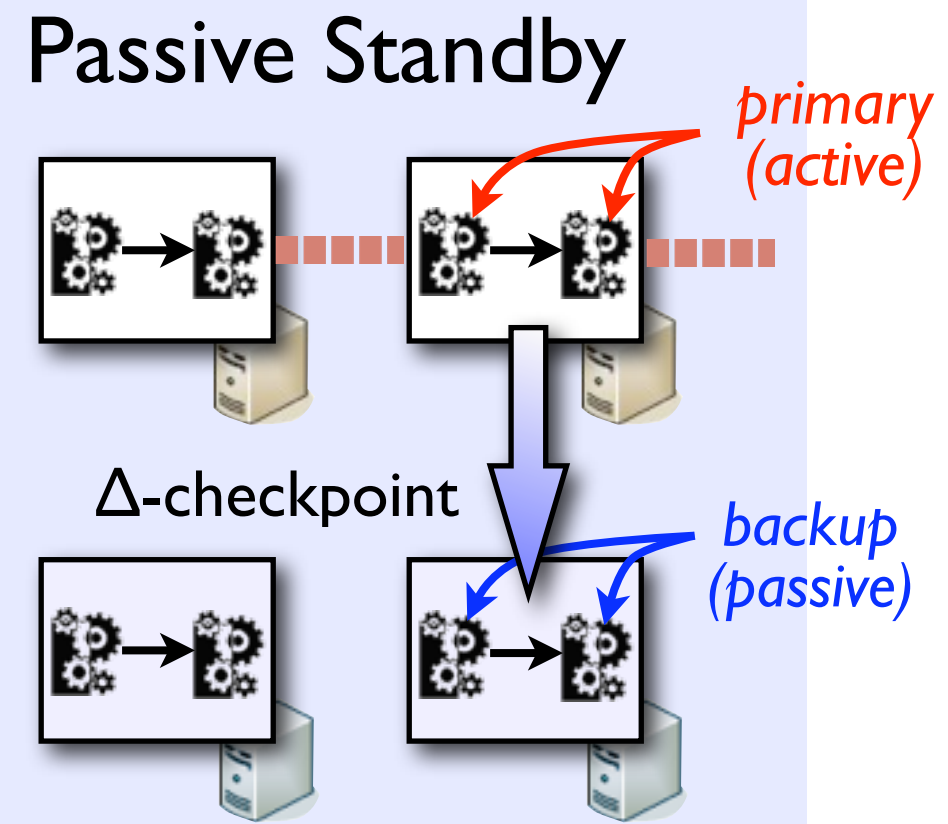 Passive Standby
primary
(active)
Δ-checkpoint
backup
(passive)